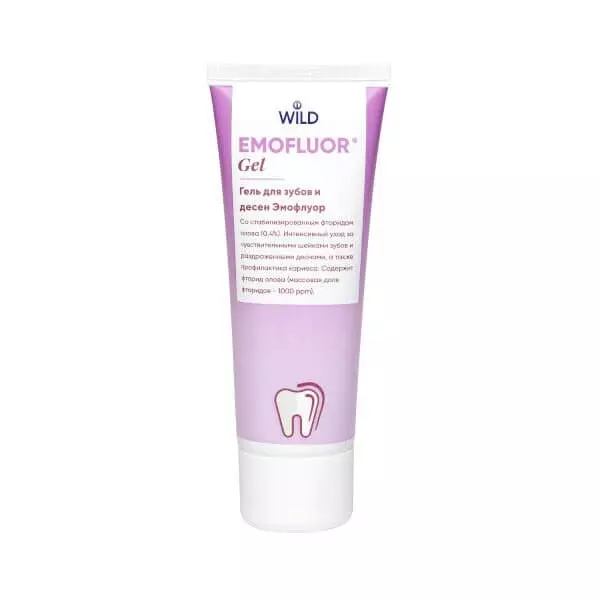 WILD
EMOFLUOR®
Gel
Гель для зубов и
десен Эмофлуор
Со стабилизированным фторидом
олова (0,4%). Интенсивный уход за
чувствительными шейками зубов и
раздраженными деснами, а также
профилактика кариеса. Содержит
фторид олова (массовая доля
фторидов - 1000 ppm).